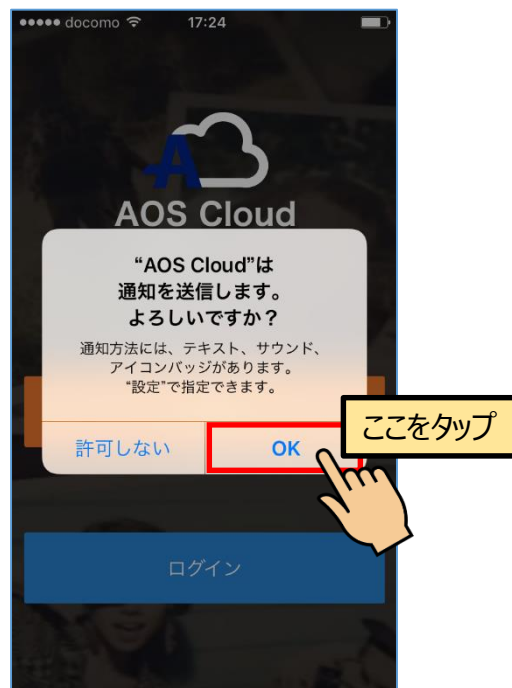 docomo 17:24
AOS Cloud
“AOS Cloud”は
通知を送信します。
よろしいですか？
通知方法には、テキスト、サウンド、
アイコンバッジがあります。
“設定”で指定できます。
許可しない OK
ここをタップ
ログイン